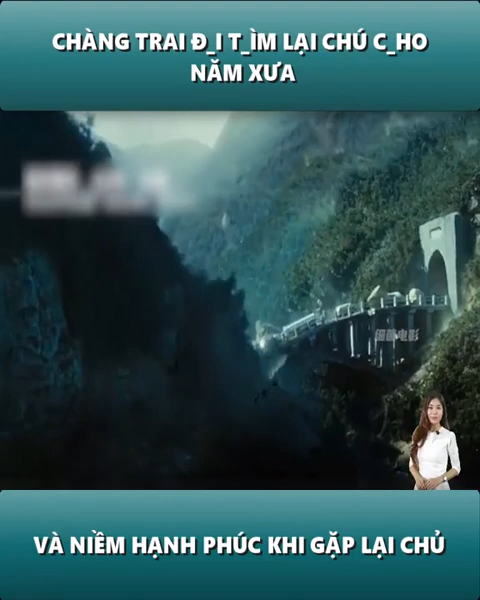 CHÀNG TRAI Đ_I T_ÌM LẠI CHÚ C_HO
NĂM XƯA
VÀ NIỀM HẠNH PHÚC KHI GẶP LẠI CHỦ